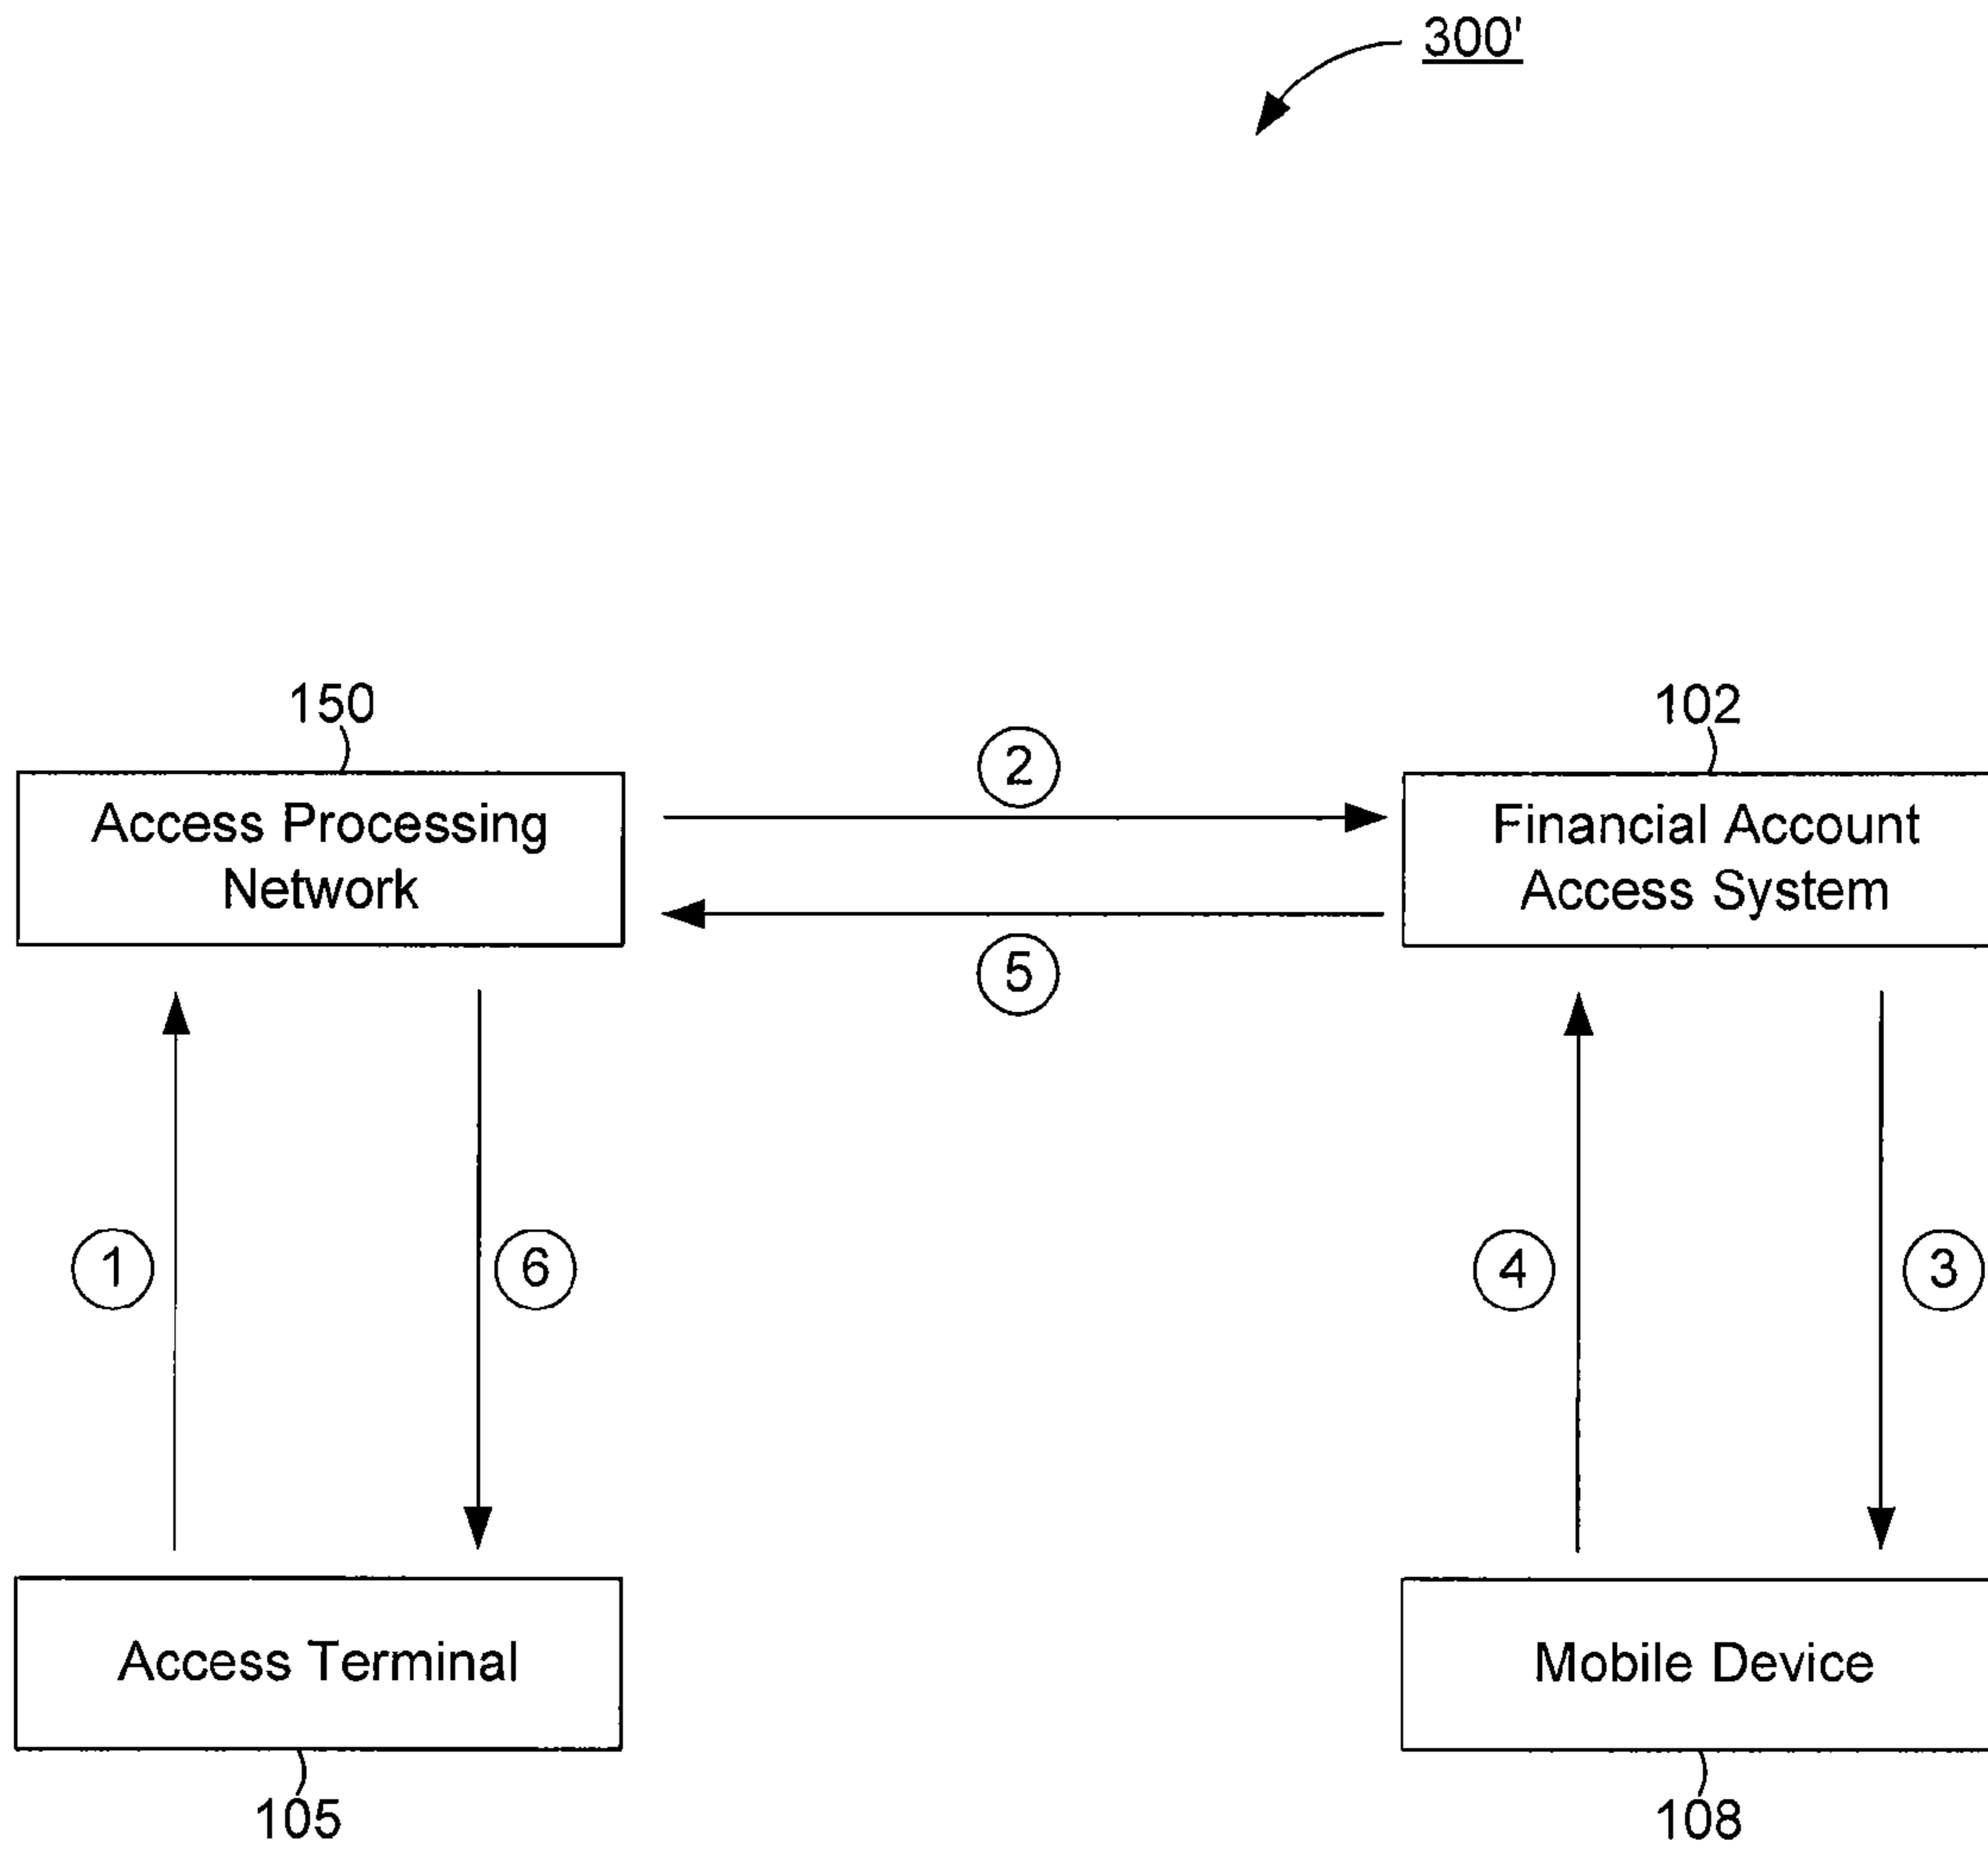 300'
150
102
Access Processing
Network
2
Financial Account
Access System
5
1
6
4
3
Access Terminal
Mobile Device
105
108